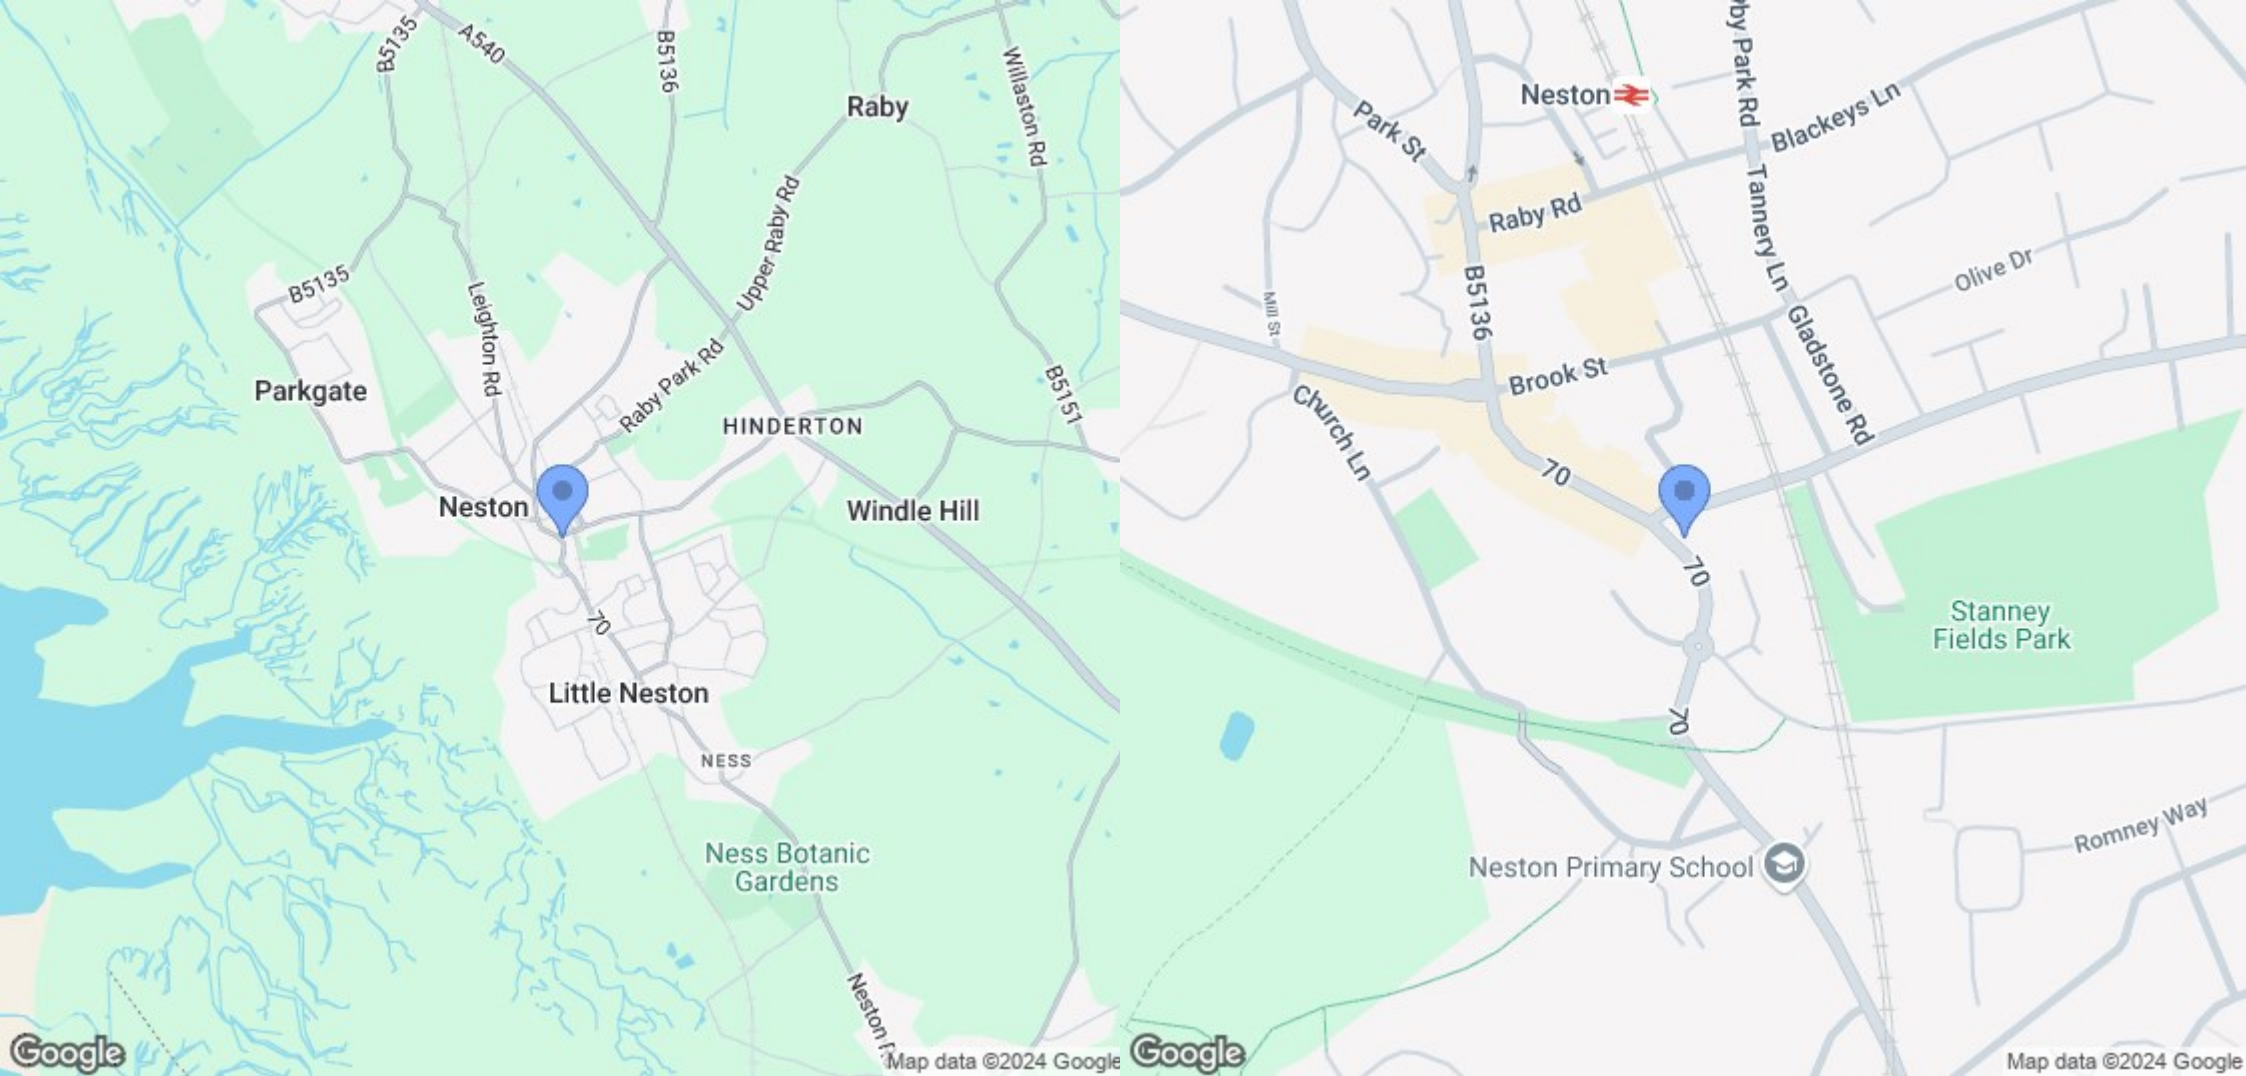 B5135
A540
B5136
Willaston Rd
Raby
Upper Raby Rd
B5135
Leighton Rd
Parkgate
Raby Park Rd
B5151
HINDERTON
Neston
Windle Hill
70
Little Neston
NESS
Ness Botanic
Gardens
Neston
Google
Map data ©2024 Google
Park Rd
Neston
Blackeys Ln
Park St
Tannery Ln
Raby Rd
B5136
Olive Dr
Mill St
Gladstone Rd
Brook St
Church Ln
70
70
Stanney
Fields Park
70
Romney Way
Neston Primary School
Google
Map data ©2024 Google